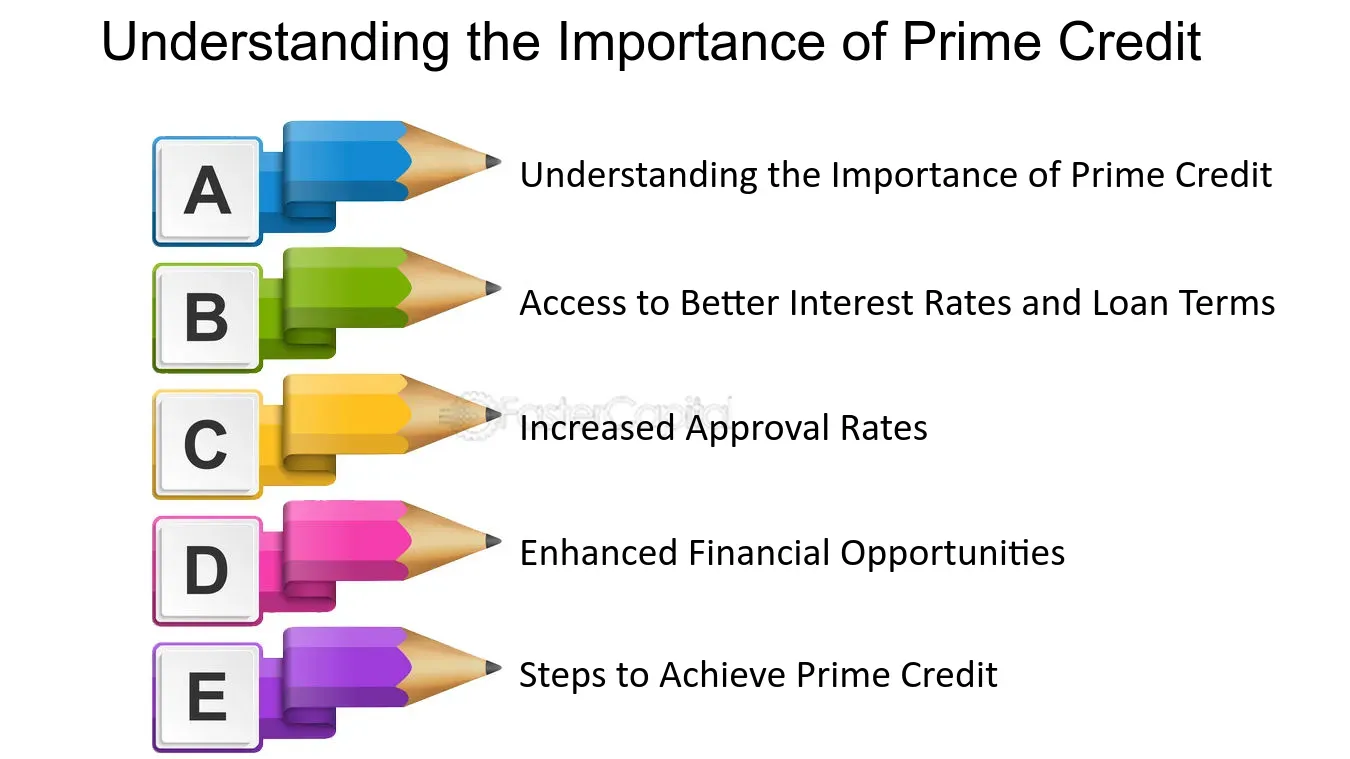 Understanding the Importance of Prime Credit
A
Understanding the Importance of Prime Credit
B
Access to Better Interest Rates and Loan Terms
FasterCapital
C
Increased Approval Rates
D
Enhanced Financial Opportunities
E
Steps to Achieve Prime Credit